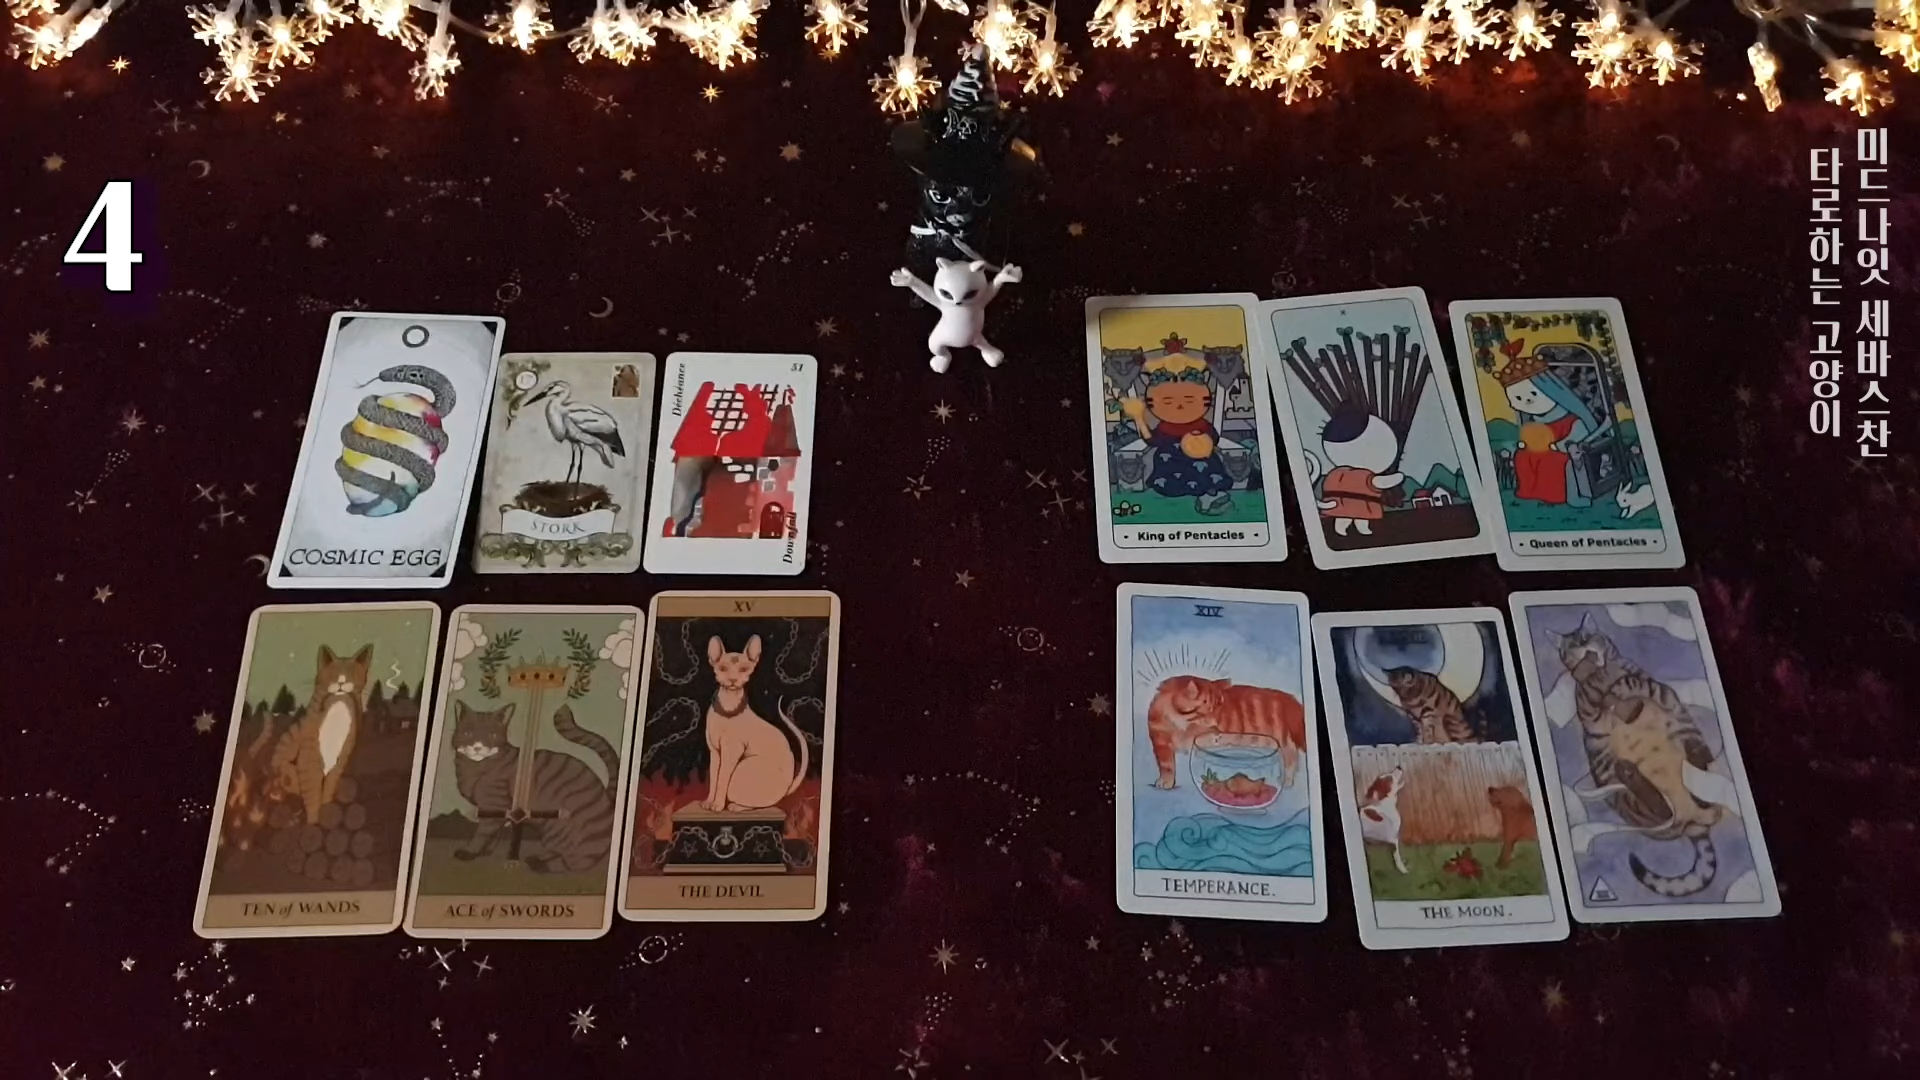 4
미드나잇 세바스찬
타로하는 고양이
COSMIC EGG
STORK
Déchéance
51
Downfall
King of Pentacles
X
Queen of Pentacles
TEN of WANDS
ACE of SWORDS
XV
THE DEVIL
XIV
TEMPERANCE.
THE MOON.